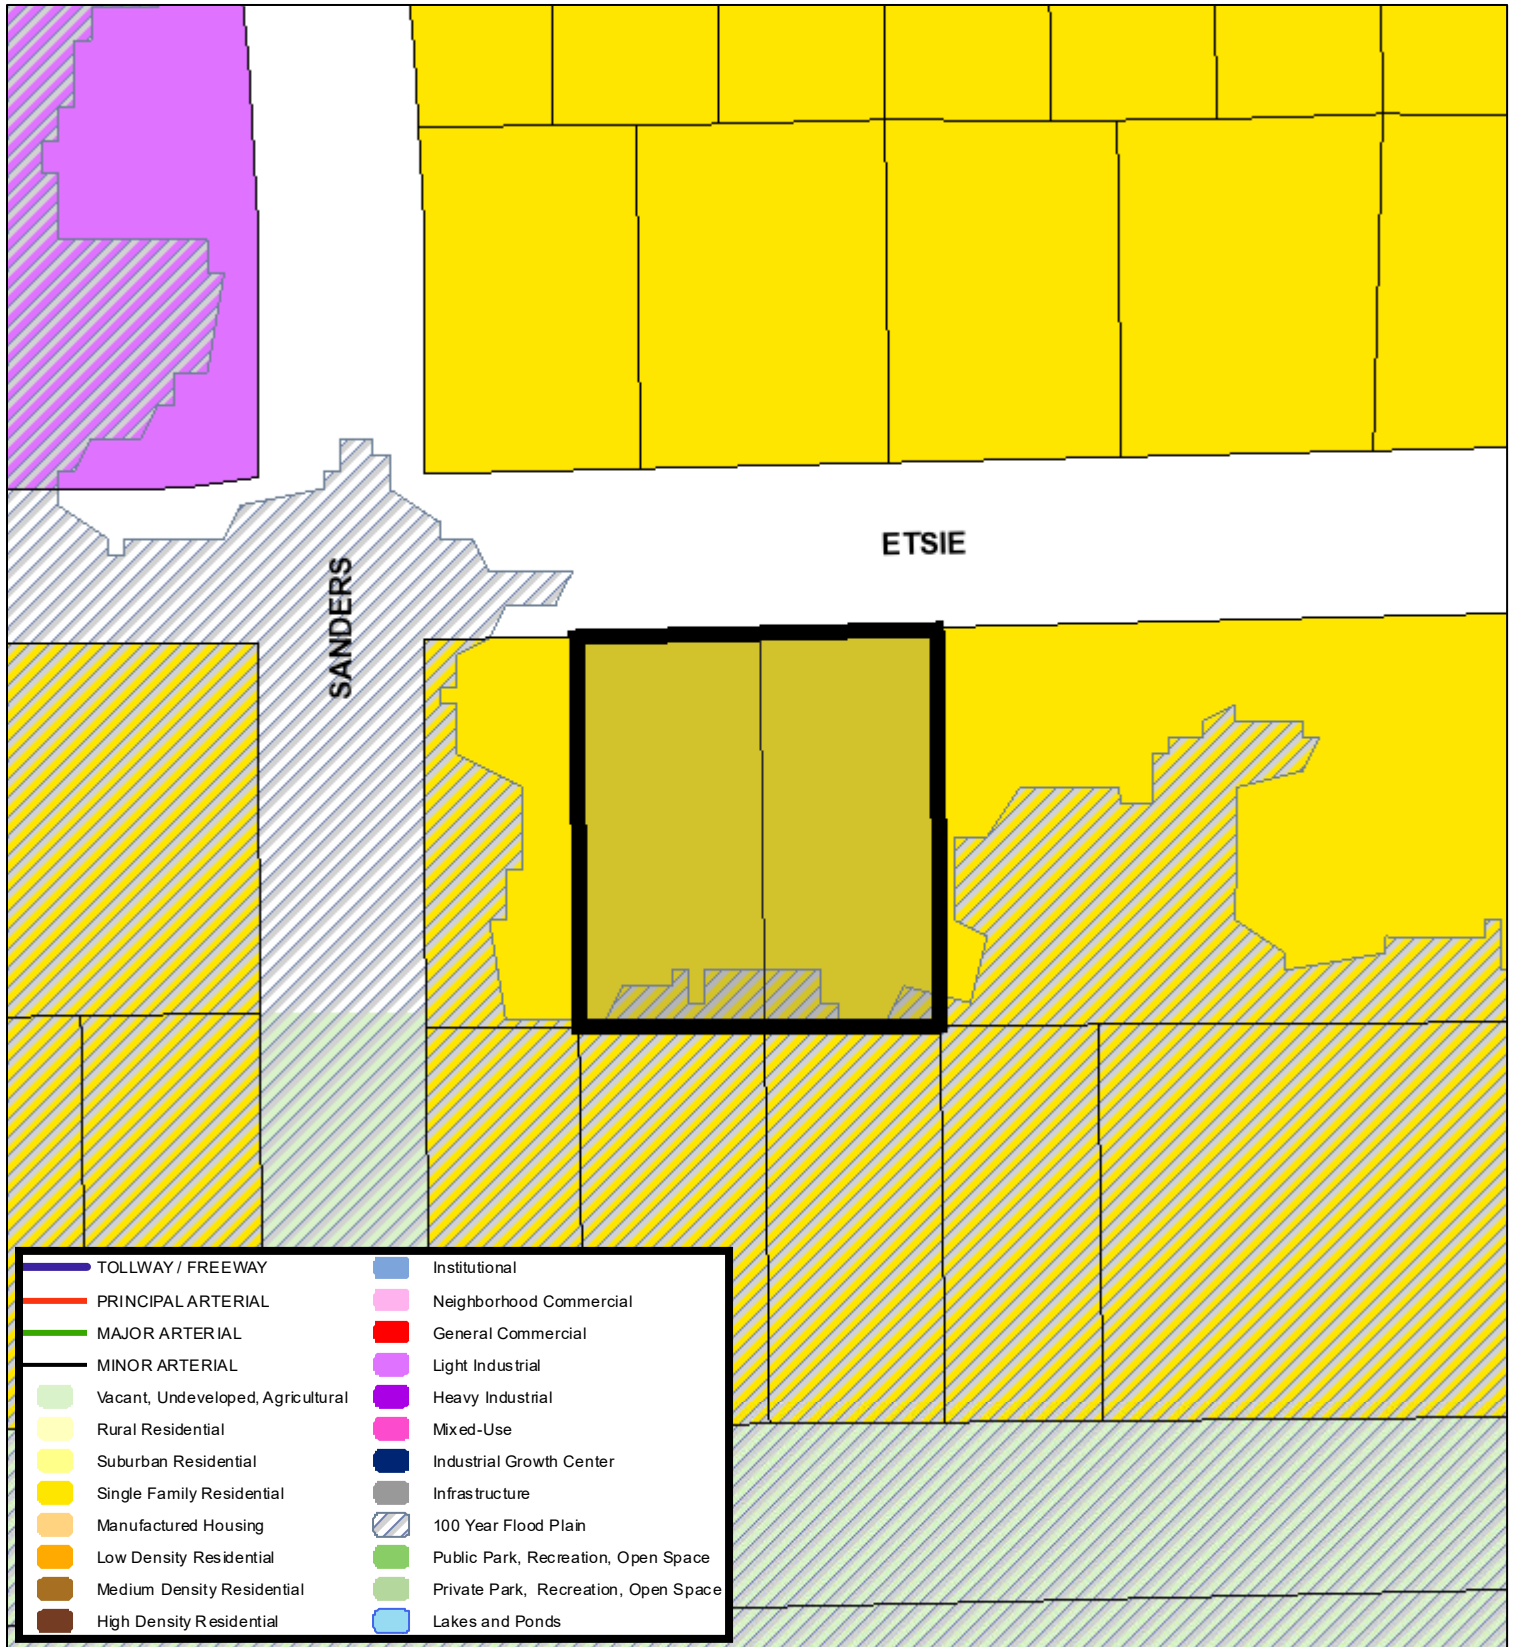 ETSIE
SANDERS
TOLLWAY / FREEWAY
PRINCIPAL ARTERIAL
MAJOR ARTERIAL
MINOR ARTERIAL
Vacant, Undeveloped, Agricultural
Rural Residential
Suburban Residential
Single Family Residential
Manufactured Housing
Low Density Residential
Medium Density Residential
High Density Residential
Institutional
Neighborhood Commercial
General Commercial
Light Industrial
Heavy Industrial
Mixed-Use
Industrial Growth Center
Infrastructure
100 Year Flood Plain
Public Park, Recreation, Open Space
Private Park, Recreation, Open Space
Lakes and Ponds